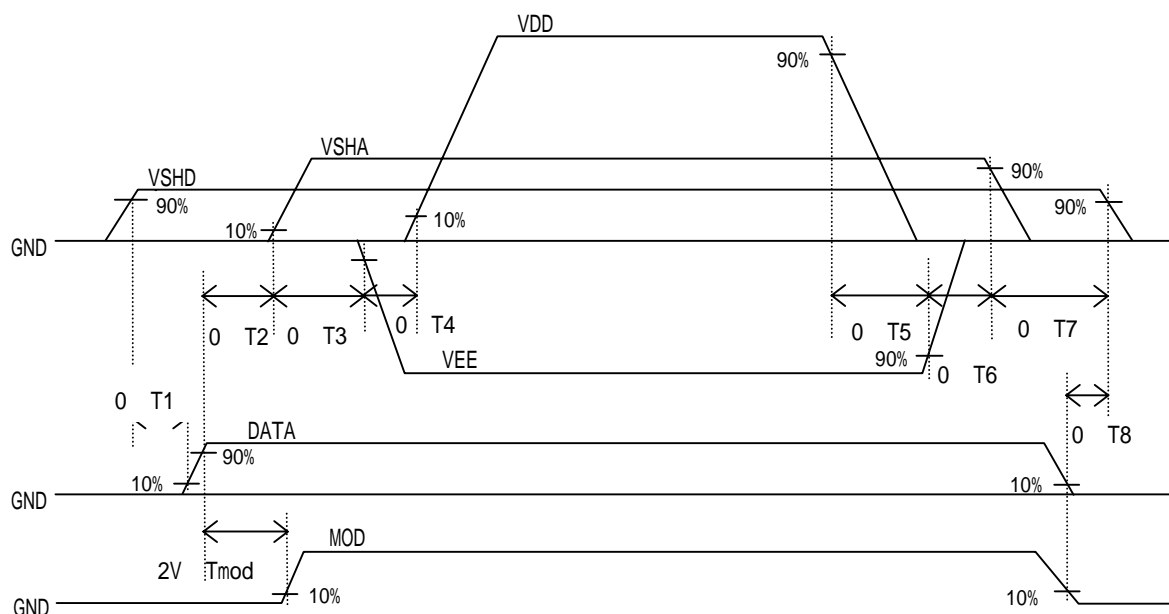 VDD
90%
VSHA
90%
VSHD
90%
90%
10%
10%
GND
0 T2
0 T3
0 T4
0 T5
0 T7
VEE
90%
0 T6
0 T1
0 T8
DATA
90%
10%
10%
GND
MOD
2V Tmod
10%
10%
GND